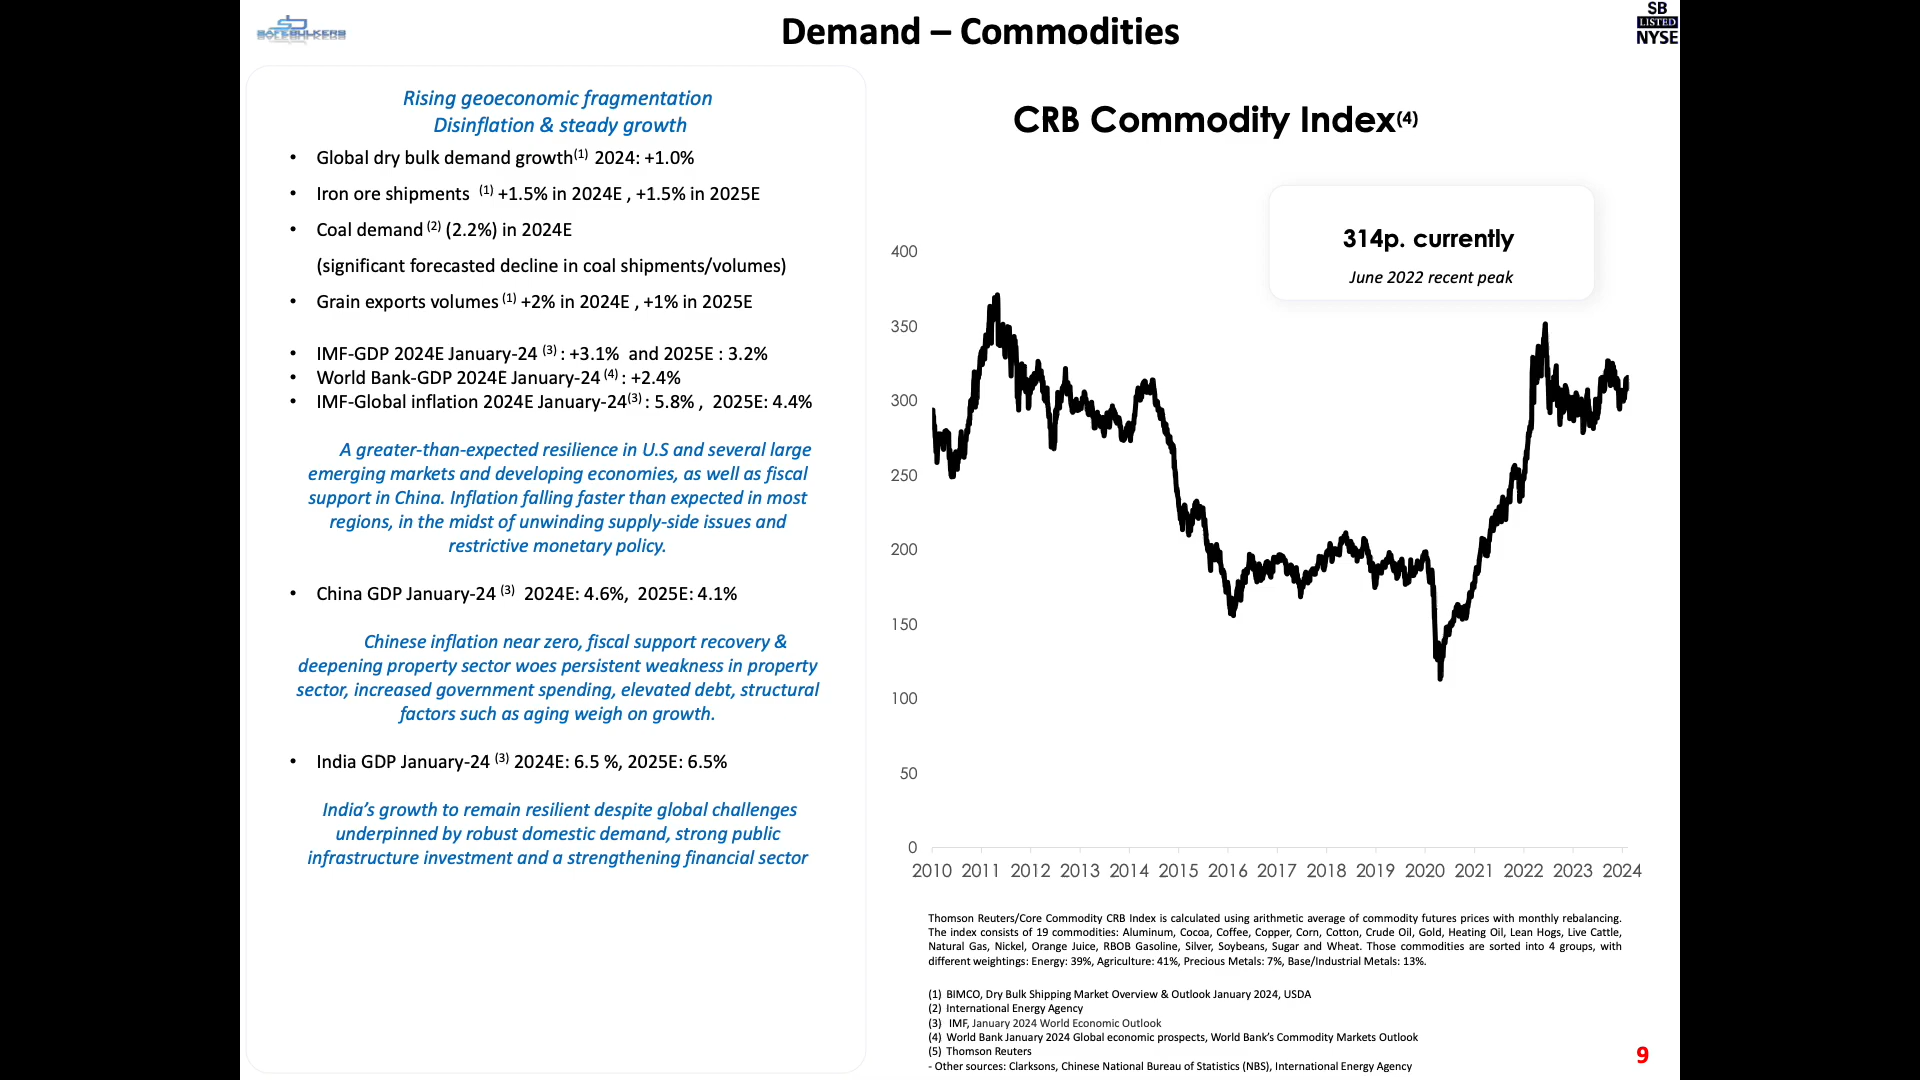 SAFEBULKERS
Demand – Commodities
SB
LISTED
NYSE
Rising geoeconomic fragmentation
Disinflation & steady growth
• Global dry bulk demand growth(1) 2024: +1.0%
• Iron ore shipments (1) +1.5% in 2024E , +1.5% in 2025E
• Coal demand (2) (2.2%) in 2024E
(significant forecasted decline in coal shipments/volumes)
• Grain exports volumes (1) +2% in 2024E , +1% in 2025E
• IMF-GDP 2024E January-24 (3) : +3.1% and 2025E : 3.2%
• World Bank-GDP 2024E January-24 (4) : +2.4%
• IMF-Global inflation 2024E January-24(3) : 5.8% , 2025E: 4.4%
A greater-than-expected resilience in U.S and several large
emerging markets and developing economies, as well as fiscal
support in China. Inflation falling faster than expected in most
regions, in the midst of unwinding supply-side issues and
restrictive monetary policy.
• China GDP January-24 (3) 2024E: 4.6%, 2025E: 4.1%
Chinese inflation near zero, fiscal support recovery &
deepening property sector woes persistent weakness in property
sector, increased government spending, elevated debt, structural
factors such as aging weigh on growth.
• India GDP January-24 (3) 2024E: 6.5 %, 2025E: 6.5%
India’s growth to remain resilient despite global challenges
underpinned by robust domestic demand, strong public
infrastructure investment and a strengthening financial sector
CRB Commodity Index(4)
314p. currently
June 2022 recent peak
400
350
300
250
200
150
100
50
0
2010 2011 2012 2013 2014 2015 2016 2017 2018 2019 2020 2021 2022 2023 2024
Thomson Reuters/Core Commodity CRB Index is calculated using arithmetic average of commodity futures prices with monthly rebalancing.
The index consists of 19 commodities: Aluminum, Cocoa, Coffee, Copper, Corn, Cotton, Crude Oil, Gold, Heating Oil, Lean Hogs, Live Cattle,
Natural Gas, Nickel, Orange Juice, RBOB Gasoline, Silver, Soybeans, Sugar and Wheat. Those commodities are sorted into 4 groups, with
different weightings: Energy: 39%, Agriculture: 41%, Precious Metals: 7%, Base/Industrial Metals: 13%.
(1) BIMCO, Dry Bulk Shipping Market Overview & Outlook January 2024, USDA
(2) International Energy Agency
(3) IMF, January 2024 World Economic Outlook
(4) World Bank January 2024 Global economic prospects, World Bank’s Commodity Markets Outlook
(5) Thomson Reuters
- Other sources: Clarksons, Chinese National Bureau of Statistics (NBS), International Energy Agency
9